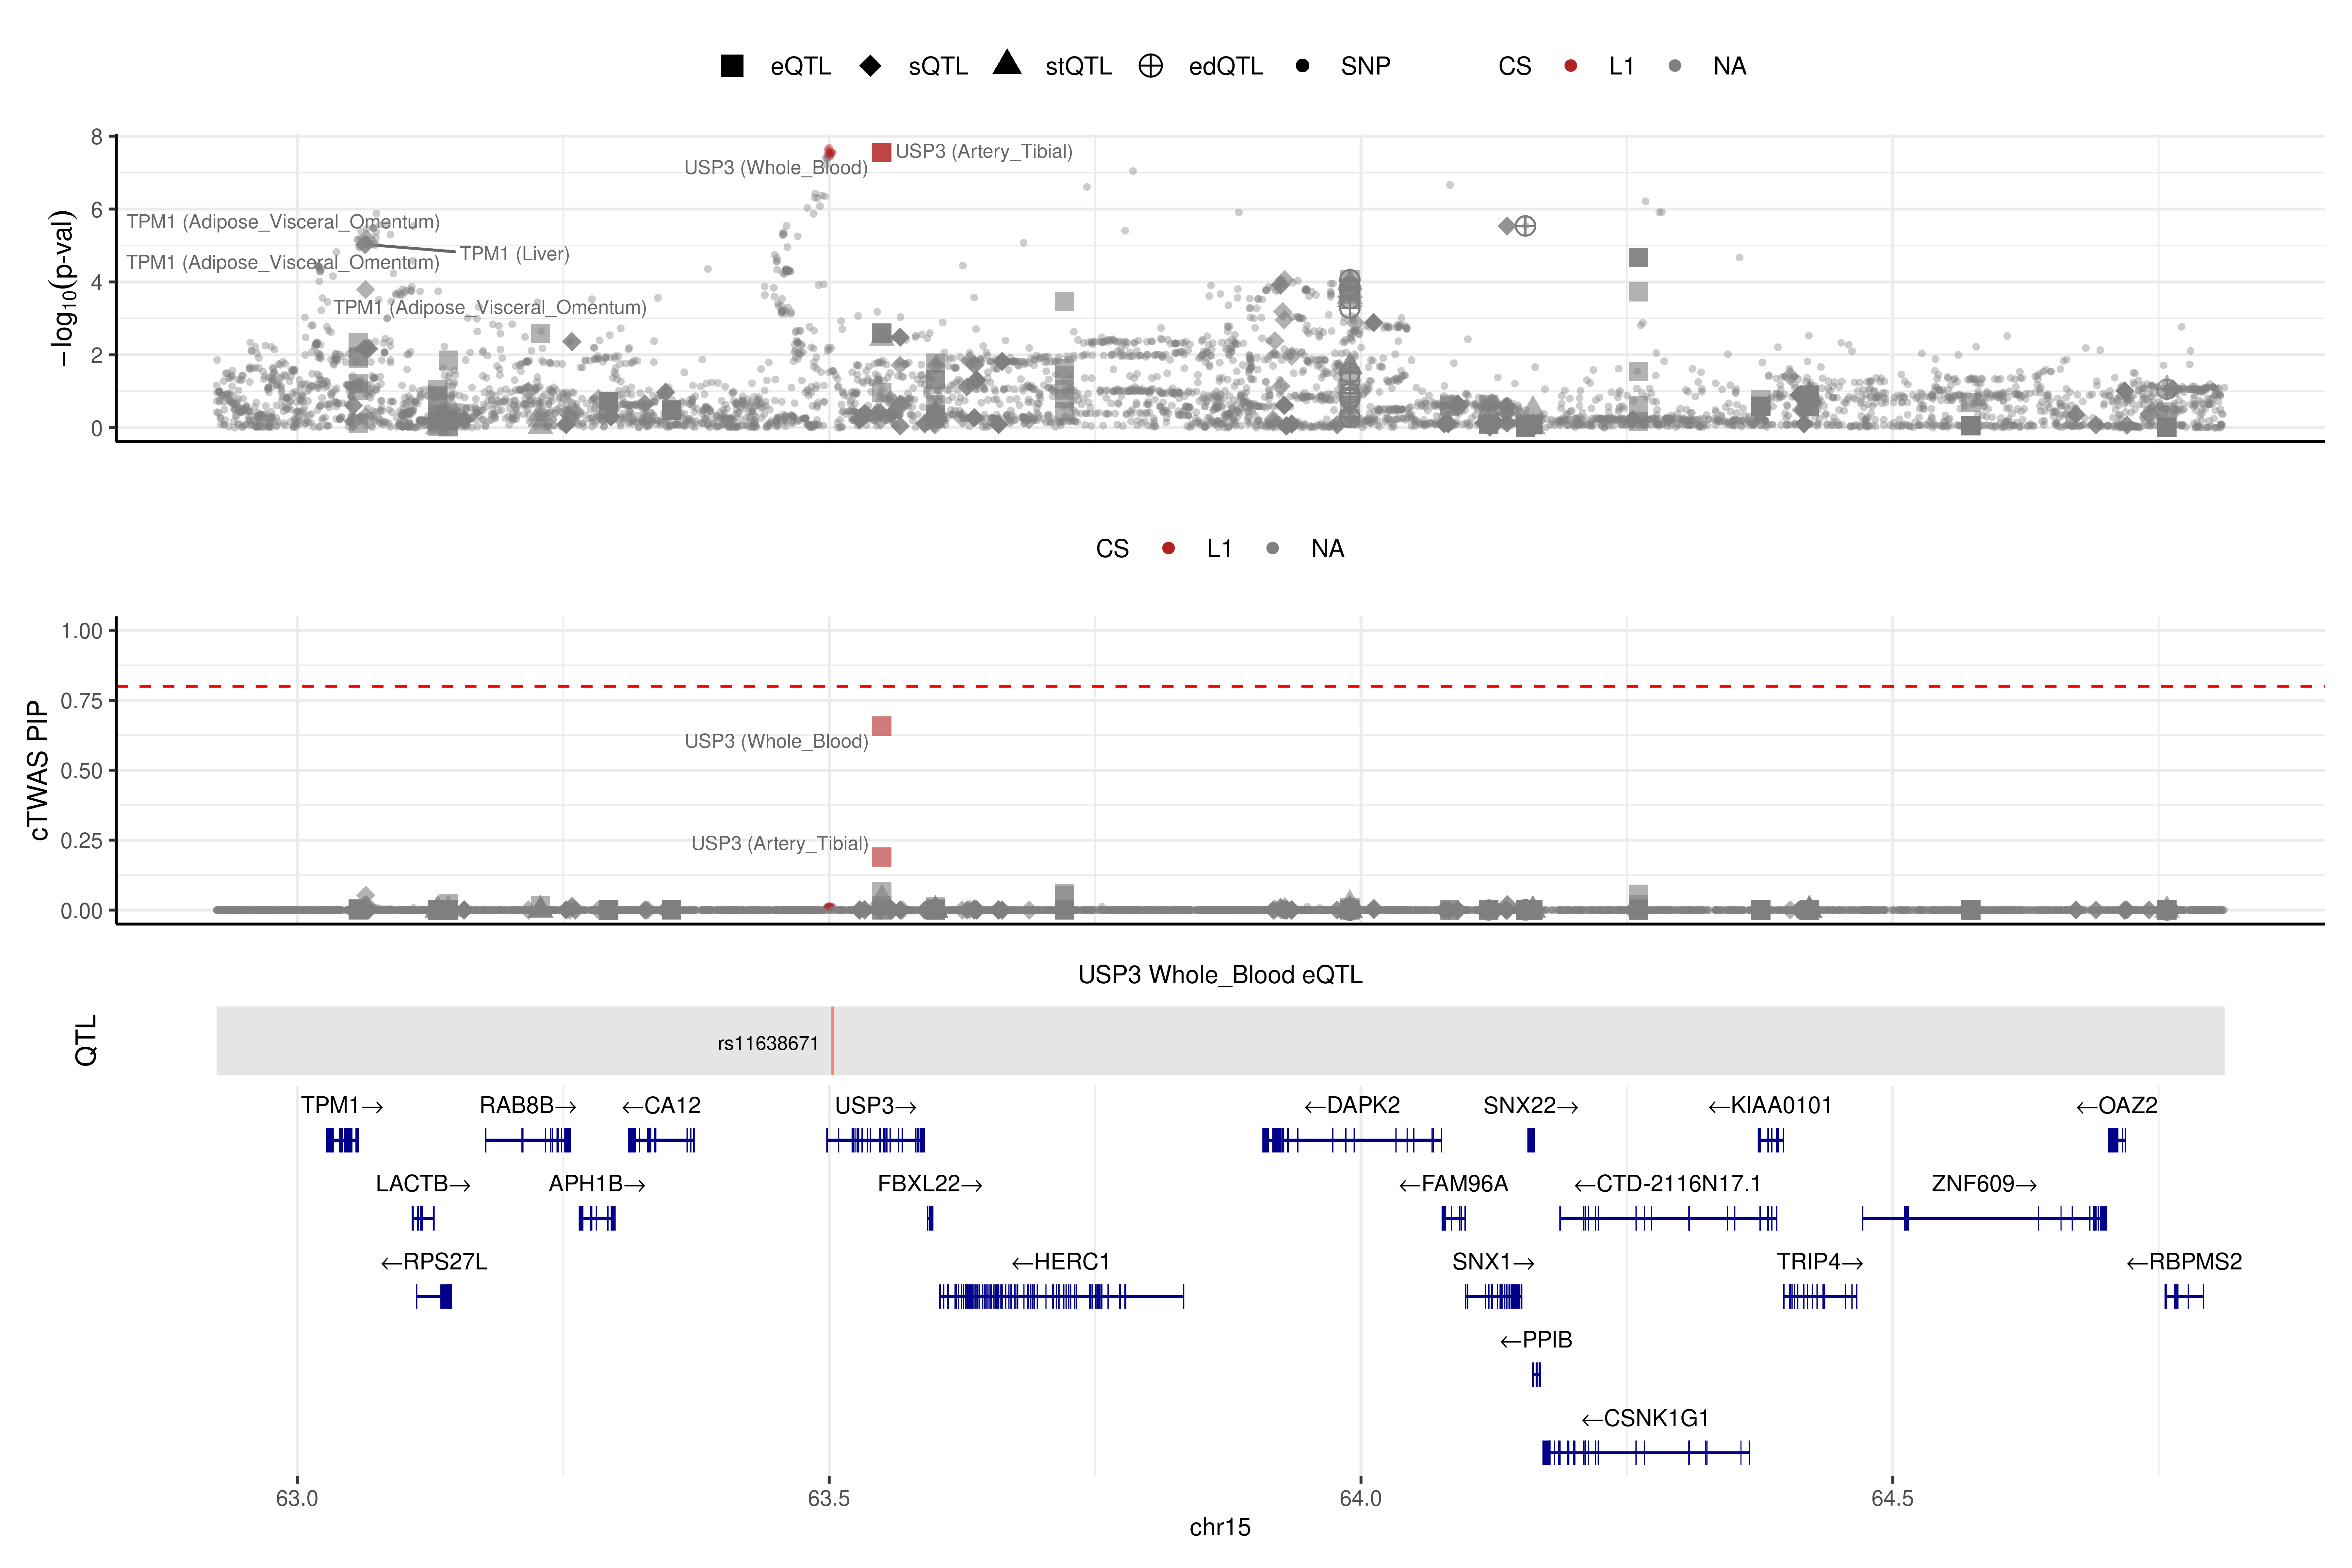 eQTL sQTL stQTL edQTL SNP CS L1 NA
8
6
4
2
0
−log10(p-val)
USP3 (Artery_Tibial)
USP3 (Whole_Blood)
TPM1 (Adipose_Visceral_Omentum)
TPM1 (Liver)
TPM1 (Adipose_Visceral_Omentum)
TPM1 (Adipose_Visceral_Omentum)
CS L1 NA
1.00
0.75
0.50
0.25
0.00
cTWAS PIP
USP3 (Whole_Blood)
USP3 (Artery_Tibial)
USP3 Whole_Blood eQTL
QTL
rs11638671
TPM1→ RAB8B→ ←CA12 USP3→ ←DAPK2 SNX22→ ←KIAA0101 ←OAZ2
LACTB→ APH1B→ FBXL22→ ←FAM96A ←CTD-2116N17.1 ZNF609→
←RPS27L ←HERC1 SNX1→ TRIP4→ ←RBPMS2
←PPIB
←CSNK1G1
63.0 63.5 64.0 64.5
chr15